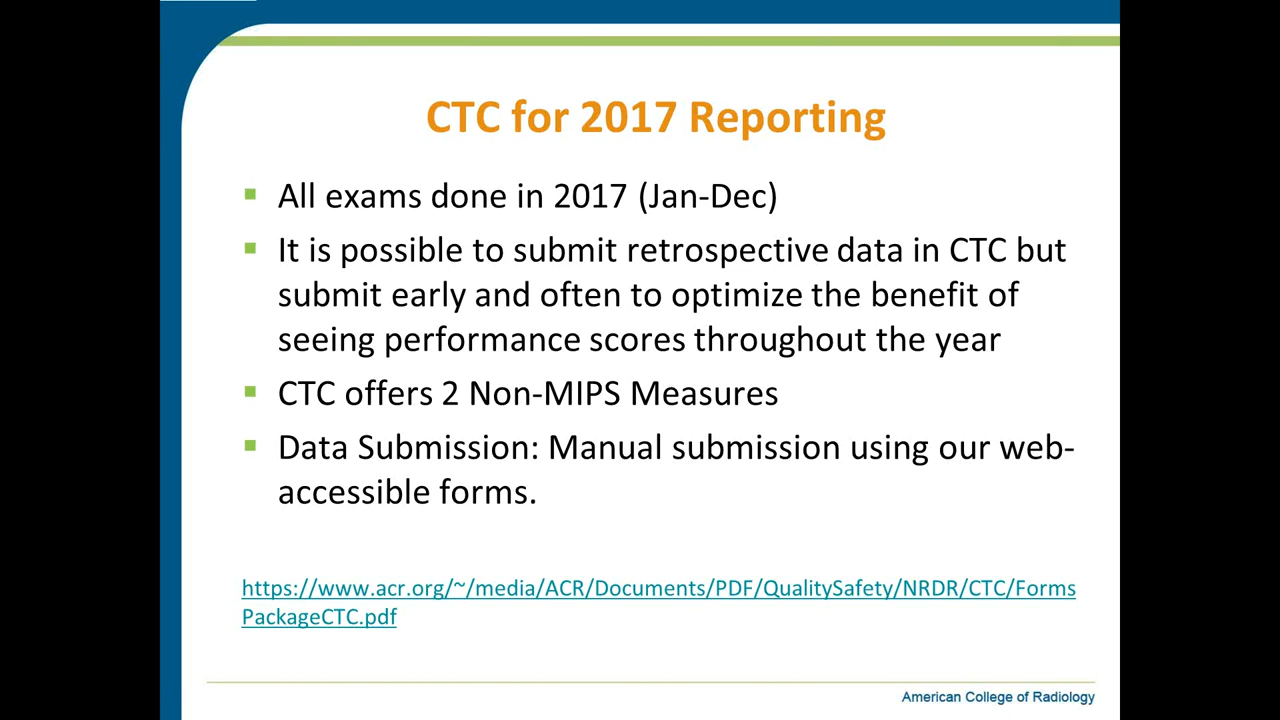 CTC for 2017 Reporting
All exams done in 2017 (Jan-Dec)
It is possible to submit retrospective data in CTC but
submit early and often to optimize the benefit of
seeing performance scores throughout the year
CTC offers 2 Non-MIPS Measures
Data Submission: Manual submission using our web-
accessible forms.
https://www.acr.org/~/media/ACR/Documents/PDF/QualitySafety/NRDR/CTC/Forms
PackageCTC.pdf
American College of Radiology